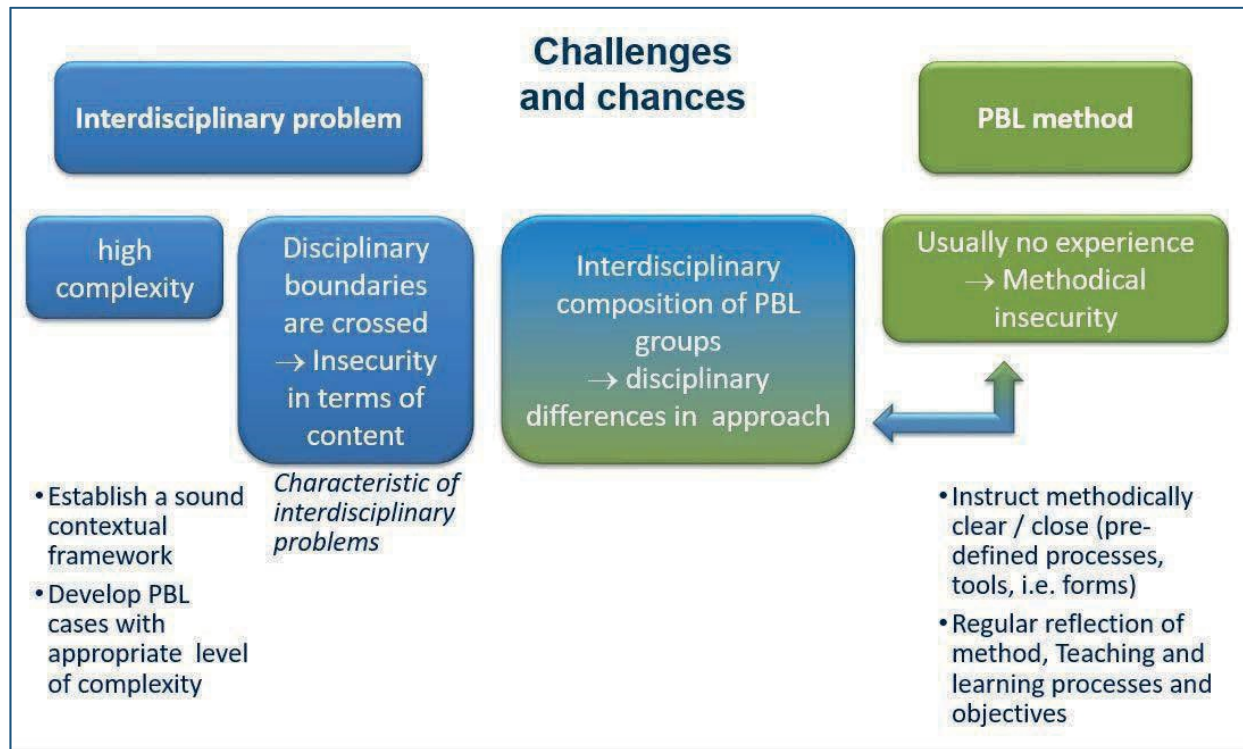 Challenges
and chances
Interdisciplinary problem
PBL method
high
complexity
Disciplinary
boundaries
are crossed
→ Insecurity
in terms of
content
Interdisciplinary
composition of PBL
groups
→ disciplinary
differences in  approach
Usually no experience
→ Methodical
insecurity
Characteristic of
interdisciplinary
problems
•Establish a sound
contextual
framework
•Develop PBL
cases with
appropriate  level
of complexity
•Instruct methodically
clear / close (pre-
defined processes,
tools, i.e. forms)
•Regular reflection of
method, Teaching and
learning processes and
objectives